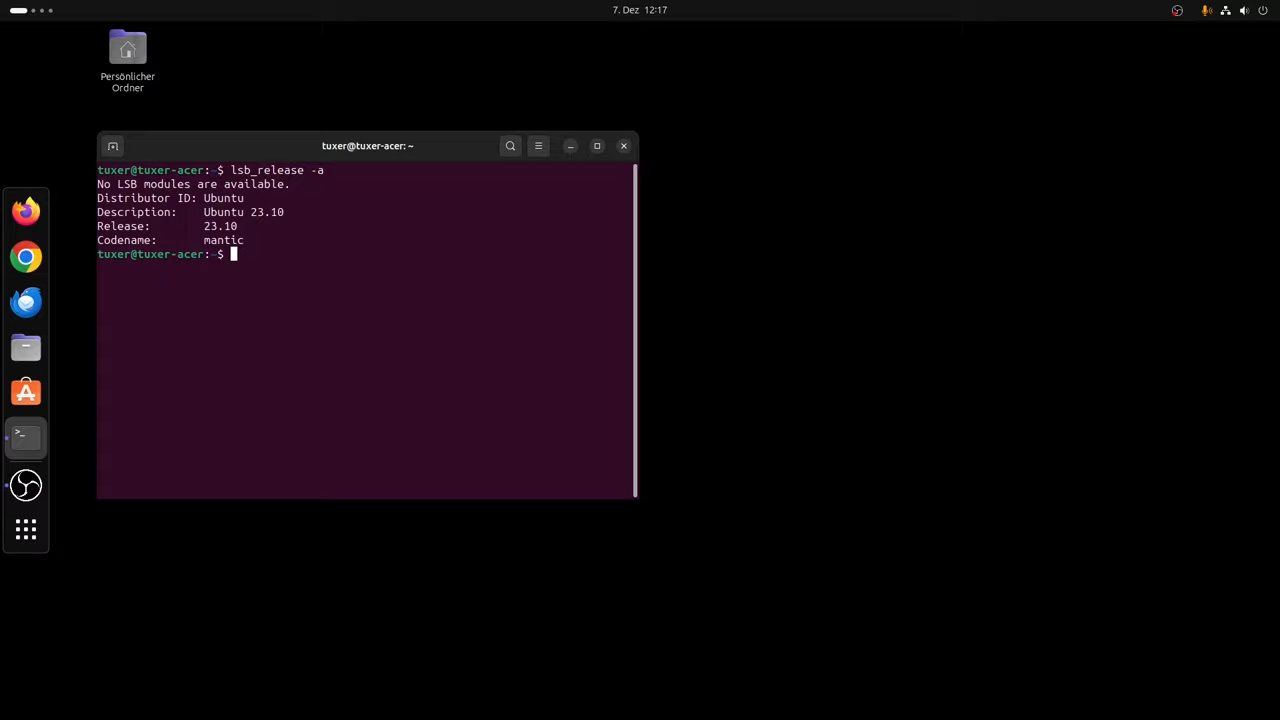 7. Dez 12:17
Persönlicher
Ordner
tuxer@tuxer-acer: ~
tuxer@tuxer-acer:~$ lsb_release -a
No LSB modules are available.
Distributor ID: Ubuntu
Description: Ubuntu 23.10
Release: 23.10
Codename: mantic
tuxer@tuxer-acer:~$